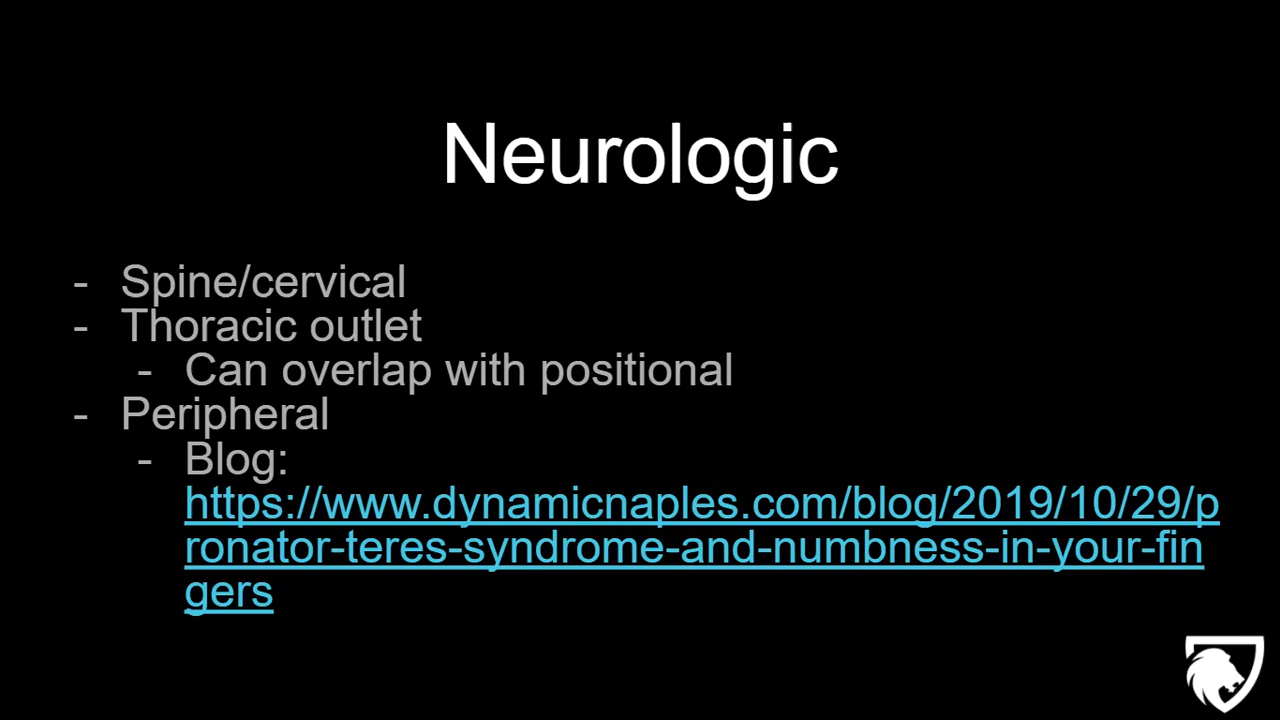 Neurologic
- Spine/cervical
- Thoracic outlet
- Can overlap with positional
- Peripheral
- Blog:
https://www.dynamicnaples.com/blog/2019/10/29/p
ronator-teres-syndrome-and-numbness-in-your-fin
gers